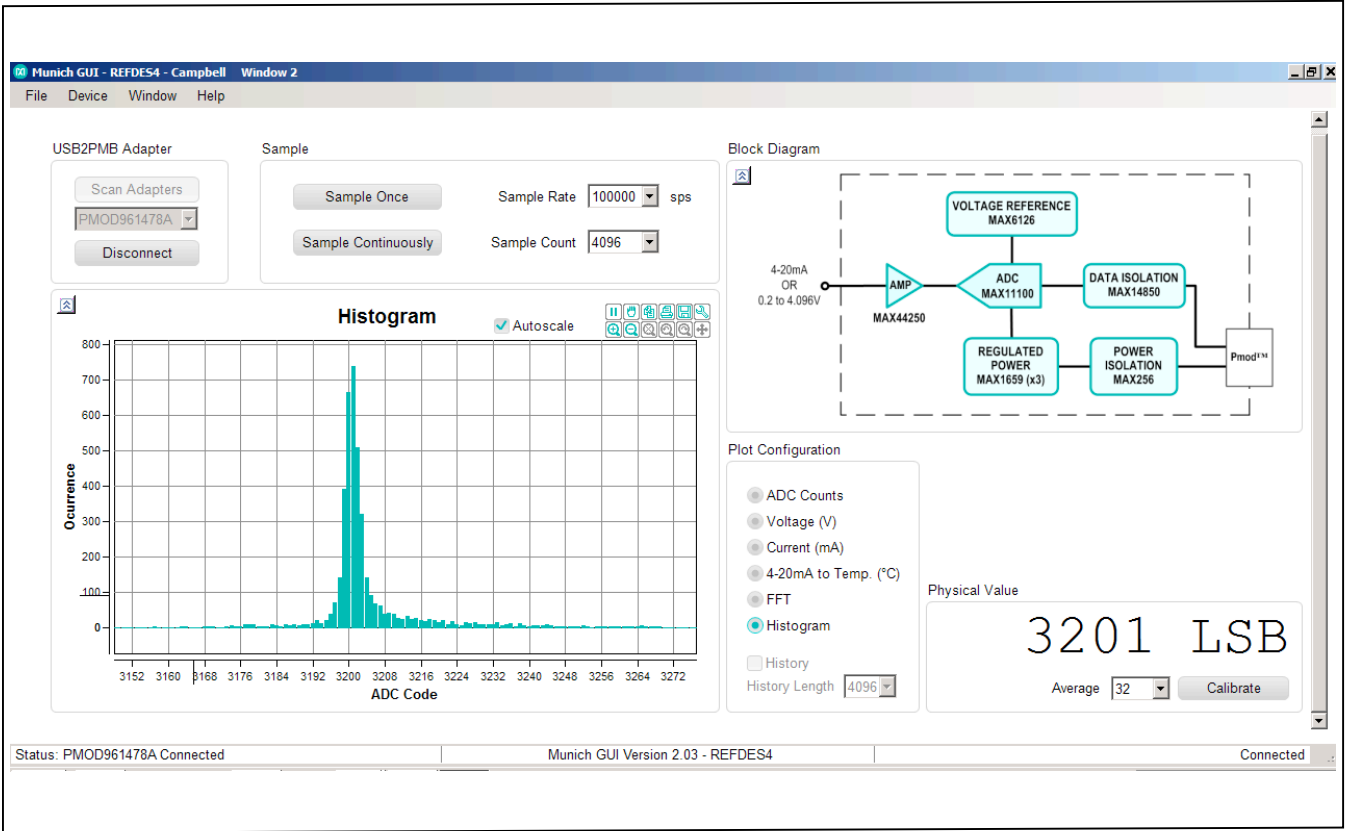 Munich GUI - REFDES4 - Campbell Window 2
File Device Window Help
USB2PMB Adapter
Scan Adapters
PMOD961478A
Disconnect
Sample
Sample Once
Sample Rate 100000 sps
Sample Continuously
Sample Count 4096
Block Diagram
VOLTAGE REFERENCE
MAX6126
4-20mA
OR
0.2 to 4.096V
AMP
MAX44250
ADC
MAX11100
DATA ISOLATION
MAX14850
REGULATED
POWER
MAX1659 (x3)
POWER
ISOLATION
MAX256
Pmod™
Histogram
Autoscale
800
700
600
500
400
300
200
100
0
Ocurrence
3152 3160 3168 3176 3184 3192 3200 3208 3216 3224 3232 3240 3248 3256 3264 3272
ADC Code
Plot Configuration
ADC Counts
Voltage (V)
Current (mA)
4-20mA to Temp. (°C)
FFT
Histogram
History
History Length 4096
Physical Value
3201 LSB
Average 32 Calibrate
Status: PMOD961478A Connected
Munich GUI Version 2.03 - REFDES4
Connected